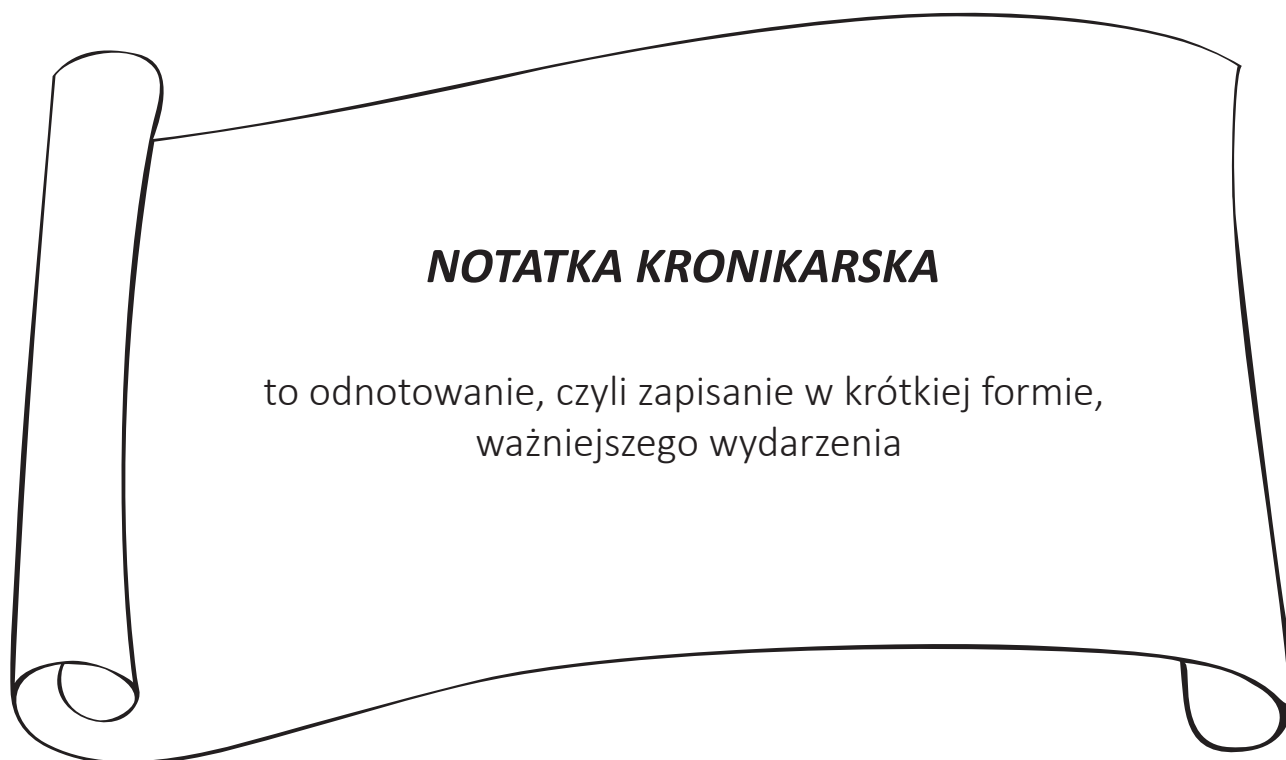 NOTATKA KRONIKARSKA
to odnotowanie, czyli zapisanie w krótkiej formie,
ważniejszego wydarzenia